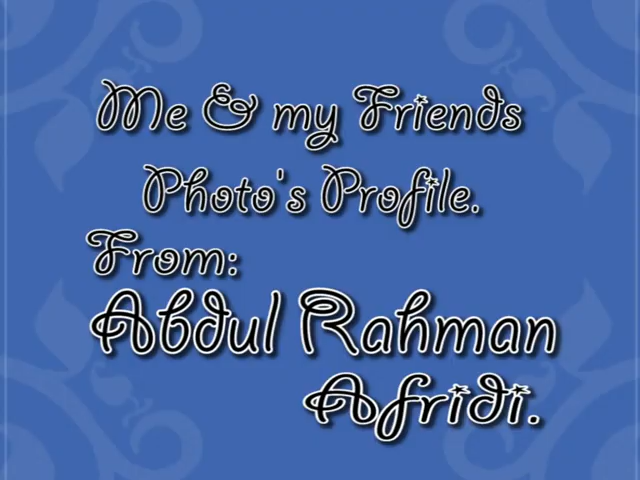 Me & my Friends
Photo's Profile.
From:
Abdul Rahman
Afridi.